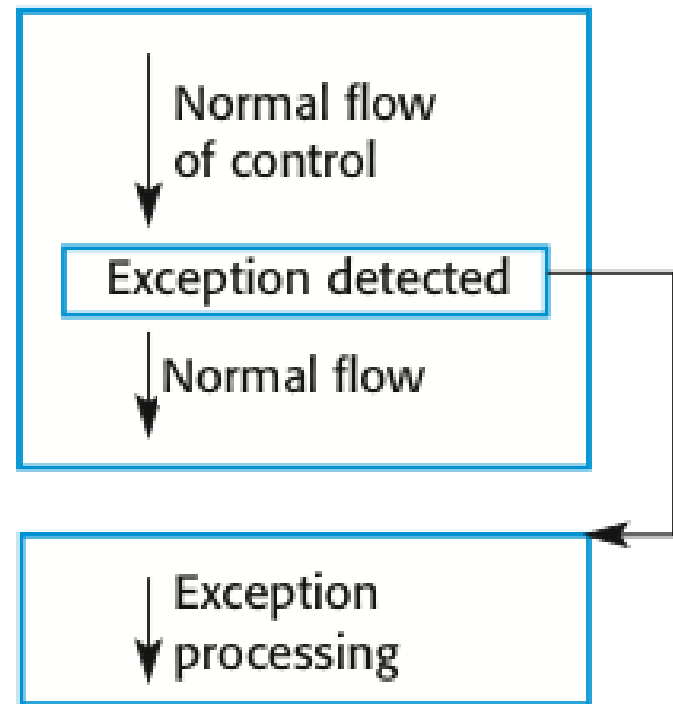 Normal flow
of control
Exception detected
Normal flow
Exception
processing